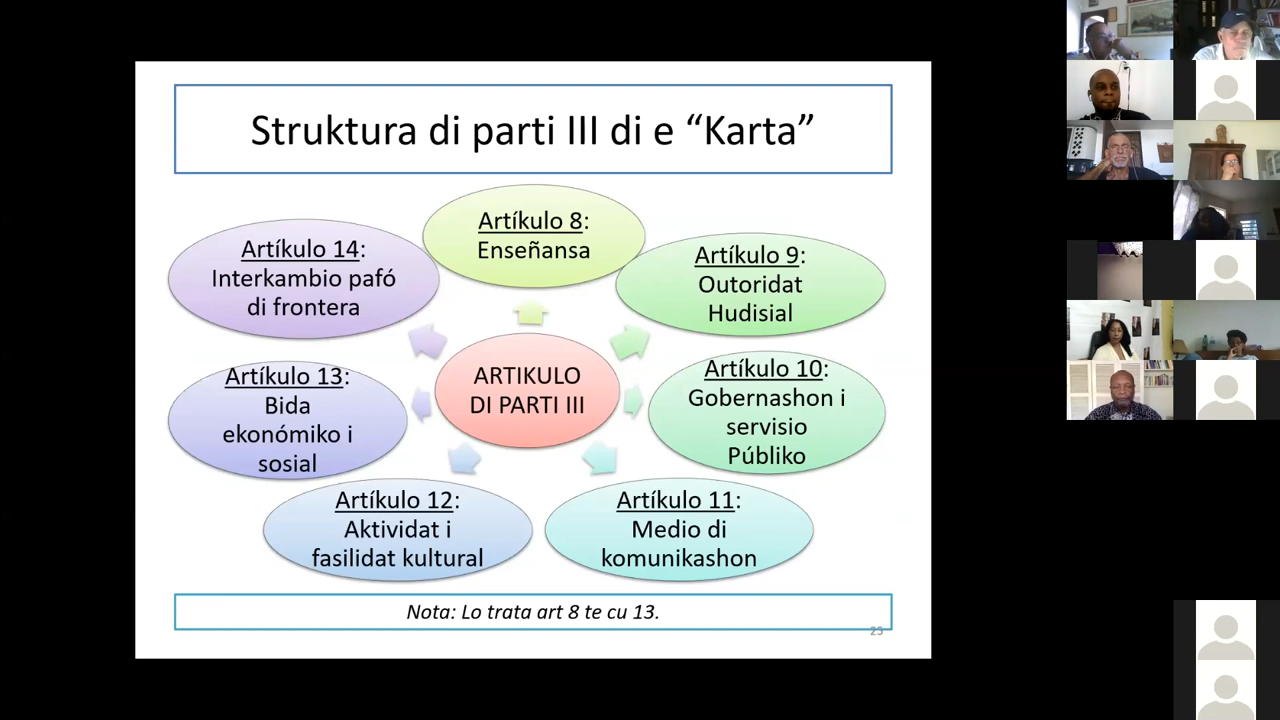 Struktura di parti III di e “Karta”
Artíkulo 8:
Enseñansa
Artíkulo 9:
Outoridat
Hudisial
Artíkulo 10:
Gobernashon i
servisio
Públiko
Artíkulo 11:
Medio di
komunikashon
Artíkulo 12:
Aktividat i
fasilidat kultural
Artíkulo 13:
Bida
ekonómiko i
sosial
Artíkulo 14:
Interkambio pafó
di frontera
ARTIKULO
DI PARTI III
Nota: Lo trata art 8 te cu 13.